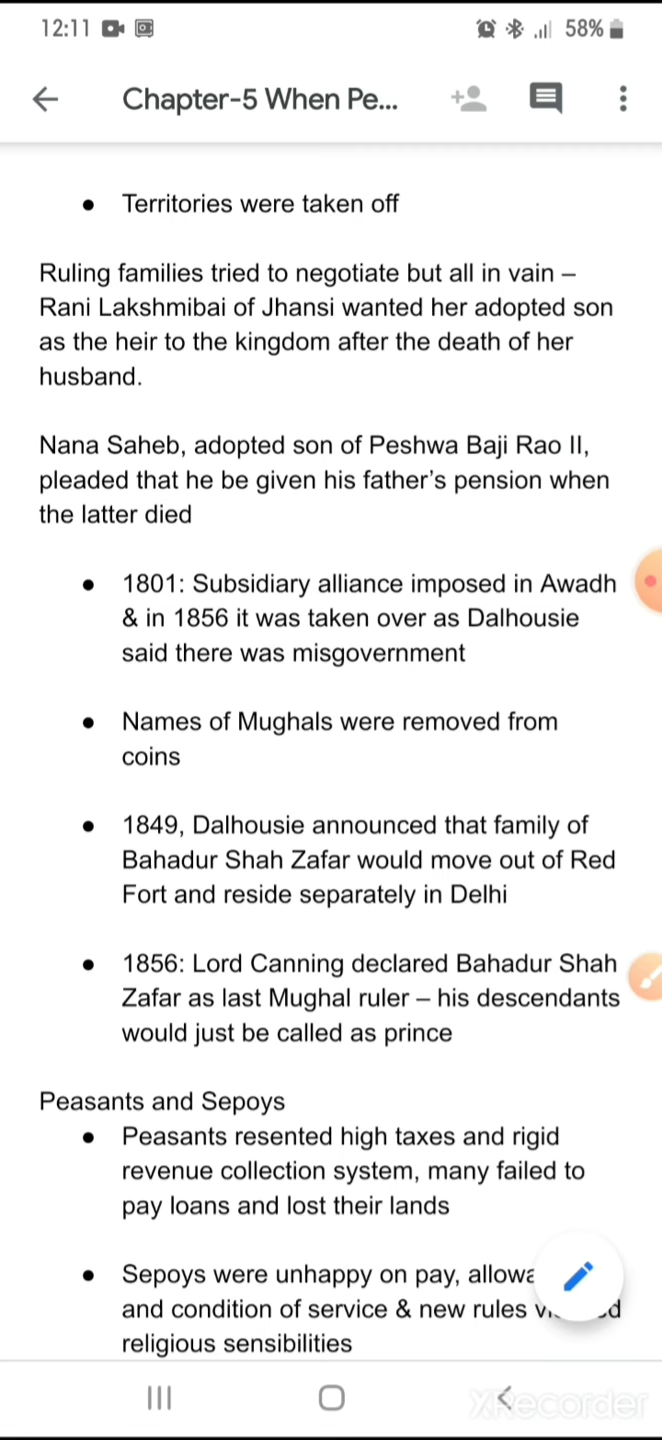 12:11 58%
Chapter-5 When Pe...
● Territories were taken off
Ruling families tried to negotiate but all in vain –
Rani Lakshmibai of Jhansi wanted her adopted son
as the heir to the kingdom after the death of her
husband.
Nana Saheb, adopted son of Peshwa Baji Rao II,
pleaded that he be given his father’s pension when
the latter died
● 1801: Subsidiary alliance imposed in Awadh
& in 1856 it was taken over as Dalhousie
said there was misgovernment
● Names of Mughals were removed from
coins
● 1849, Dalhousie announced that family of
Bahadur Shah Zafar would move out of Red
Fort and reside separately in Delhi
● 1856: Lord Canning declared Bahadur Shah
Zafar as last Mughal ruler – his descendants
would just be called as prince
Peasants and Sepoys
● Peasants resented high taxes and rigid
revenue collection system, many failed to
pay loans and lost their lands
● Sepoys were unhappy on pay,
and condition of service & new rules
religious sensibilities
XRecorder